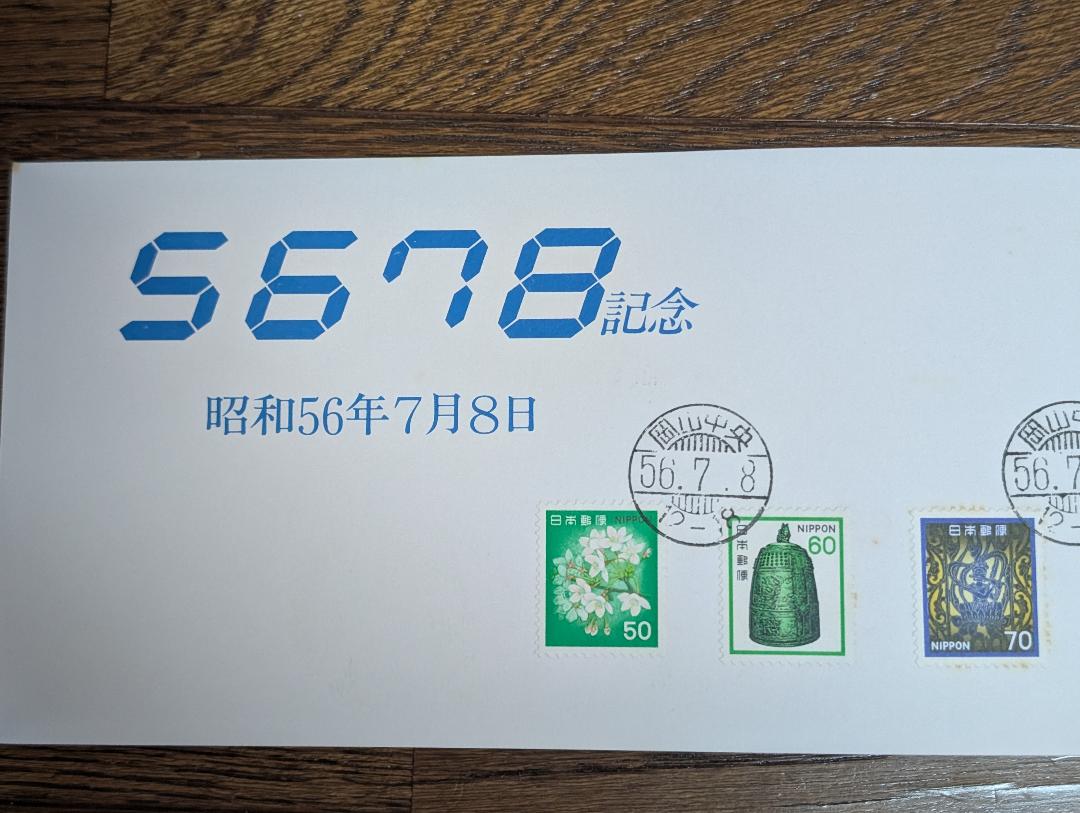 5678記念
昭和56年7月8日
岡山中央
56.7.8
岡山中
56.7
日本郵便 NIPPON
50
日本郵便
NIPPON
60
日本郵便
NIPPON
70